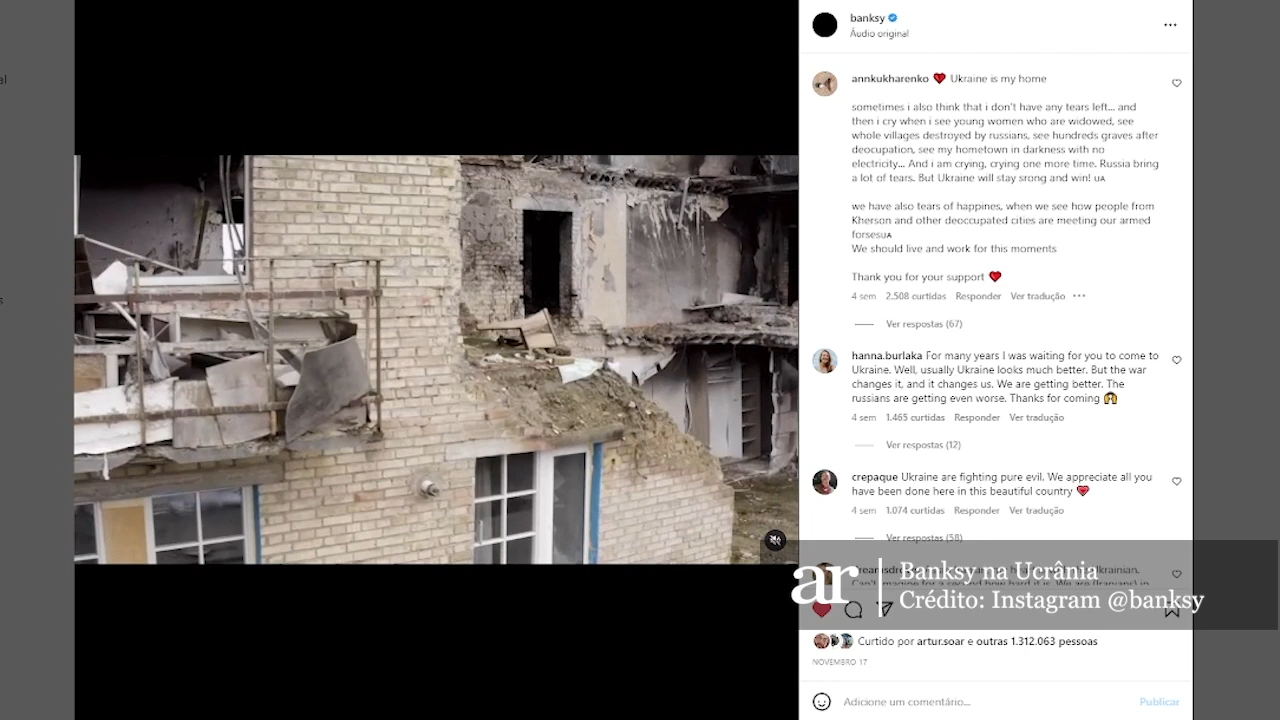 banksy
Áudio original
annkukharenko ❤️ Ukraine is my home
sometimes i also think that i don't have any tears left... and
then i cry when i see young women who are widowed, see
whole villages destroyed by russians, see hundreds graves after
deocupation, see my hometown in darkness with no
electricity... And i am crying, crying one more time. Russia bring
a lot of tears. But Ukraine will stay srong and win! UA
we have also tears of happines, when we see how people from
Kherson and other deoccupated cities are meeting our armed
forsesUA
We should live and work for this moments
Thank you for your support ❤️
4 sem 2.508 curtidas Responder Ver tradução ...
Ver respostas (67)
hanna.burlaka For many years I was waiting for you to come to
Ukraine. Well, usually Ukraine looks much better. But the war
changes it, and it changes us. We are getting better. The
russians are getting even worse. Thanks for coming
4 sem 1.465 curtidas Responder Ver tradução
Ver respostas (12)
crepaque Ukraine are fighting pure evil. We appreciate all you
have been done here in this beautiful country
4 sem 1.074 curtidas Responder Ver tradução
Ver respostas (58)
ar
Banksy na Ucrânia
Crédito: Instagram @banksy
Curtido por artur.soar e outras 1.312.063 pessoas
NOVEMBRO 17
Adicione um comentário...
Publicar